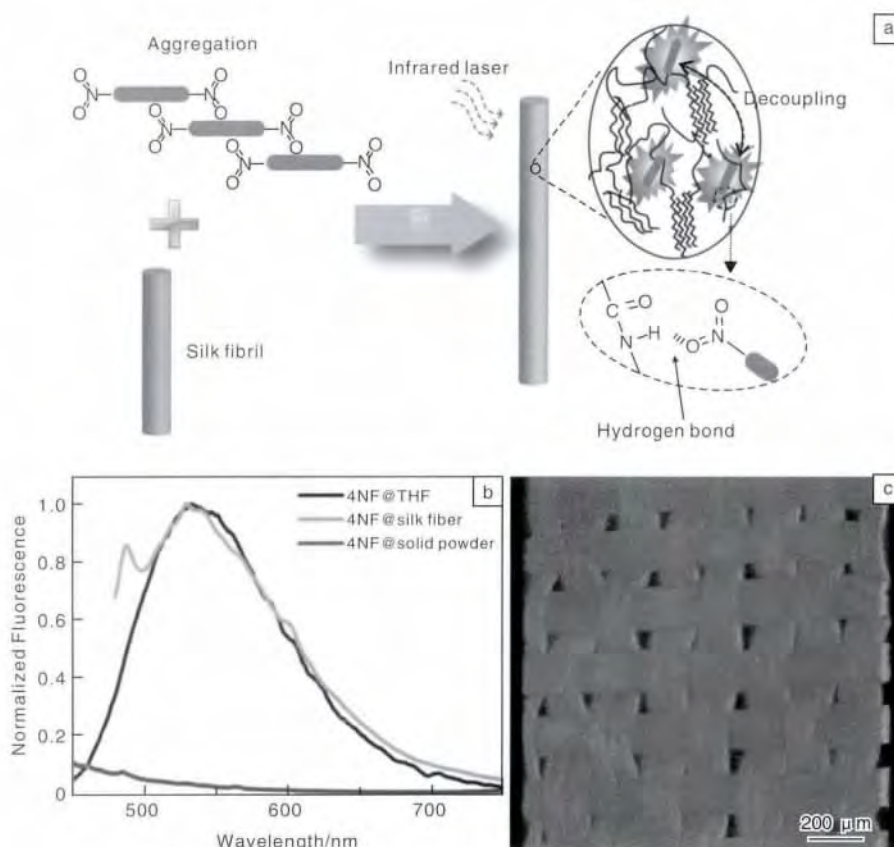 a
Aggregation
Infrared laser
Decoupling
O
O
N
N
O
O
O
O
N
N
O
O
O
O
N
N
O
O
Silk fibril
C
O
N
H
O
N
O
Hydrogen bond
b
4NF@THF
4NF@silk fiber
4NF@solid powder
Normalized Fluorescence
1.0
0.8
0.6
0.4
0.2
0
500
600
700
Wavelength/nm
c
200 μm